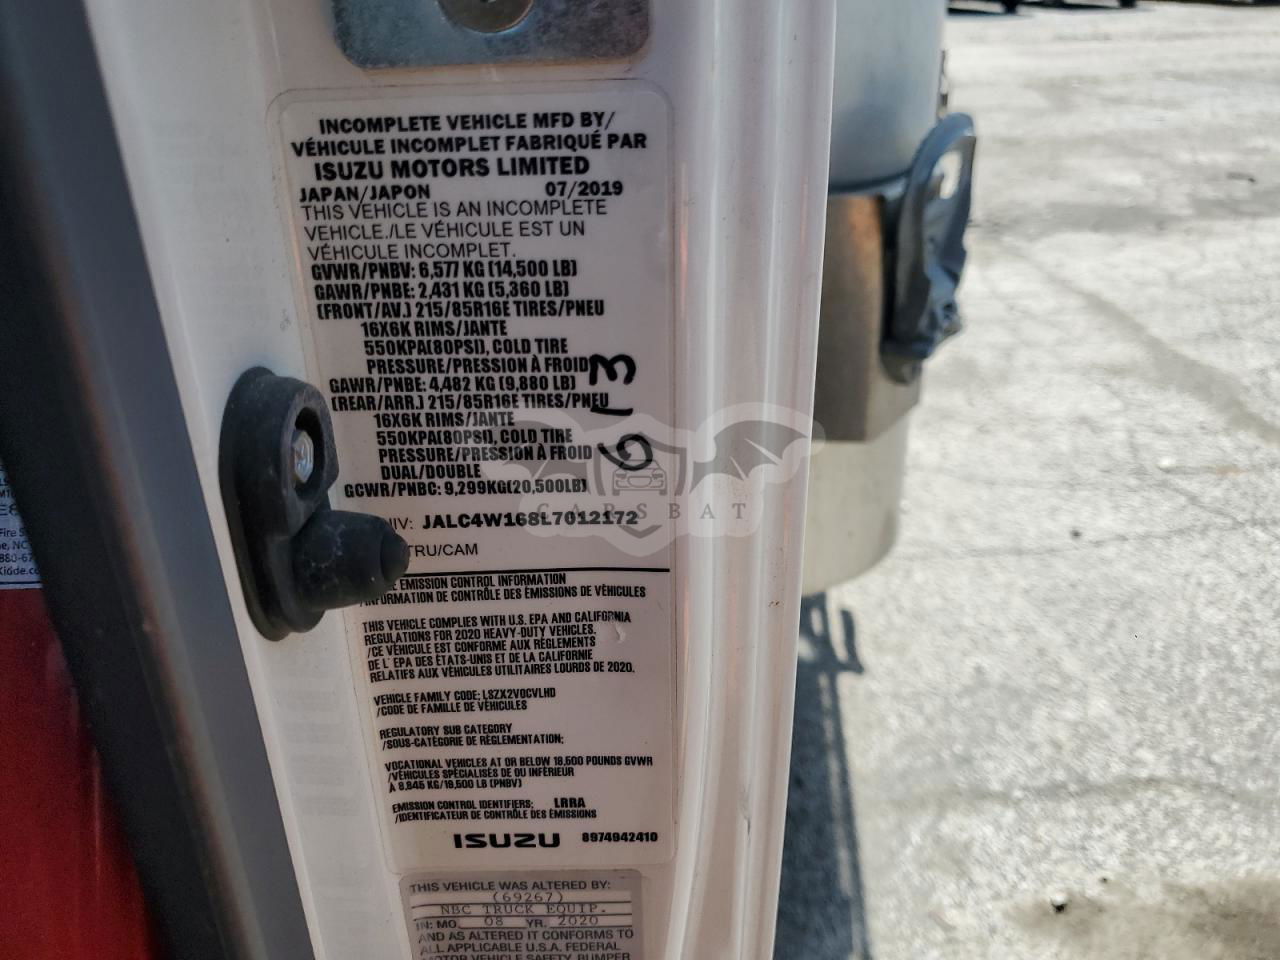 INCOMPLETE VEHICLE MFD BY/
VÉHICULE INCOMPLET FABRIQUÉ PAR
ISUZU MOTORS LIMITED
JAPAN/JAPON 07/2019
THIS VEHICLE IS AN INCOMPLETE
VEHICLE./LE VÉHICULE EST UN
VÉHICULE INCOMPLET.
GVWR/PNBV: 6,577 KG (14,500 LB)
GAWR/PNBE: 2,431 KG (5,360 LB)
(FRONT/AV.) 215/85R16E TIRES/PNEU
16X6K RIMS/JANTE
550KPA(80PSI), COLD TIRE
PRESSURE/PRESSION À FROID
GAWR/PNBE: 4,482 KG (9,880 LB)
(REAR/ARR.) 215/85R16E TIRES/PNEU
16X6K RIMS/JANTE
550KPA(80PSI), COLD TIRE
PRESSURE/PRESSION À FROID
DUAL/DOUBLE
GCWR/PNBC: 9,299KG(20,500LB)
613
CARSBAT
NIV: JALC4W168L7012172
TRU/CAM
EMISSION CONTROL INFORMATION
/INFORMATION DE CONTRÔLE DES ÉMISSIONS DE VÉHICULES
THIS VEHICLE COMPLIES WITH U.S. EPA AND CALIFORNIA
REGULATIONS FOR 2020 HEAVY-DUTY VEHICLES.
/CE VÉHICULE EST CONFORME AUX RÈGLEMENTS
DE L' EPA DES ÉTATS-UNIS ET DE LA CALIFORNIE
RELATIFS AUX VÉHICULES UTILITAIRES LOURDS DE 2020.
VEHICLE FAMILY CODE: LSZX2VOCVLHD
/CODE DE FAMILLE DE VÉHICULES
REGULATORY SUB CATEGORY
/SOUS-CATÉGORIE DE RÈGLEMENTATION:
VOCATIONAL VEHICLES AT OR BELOW 19,500 POUNDS GVWR
/VÉHICULES SPÉCIALISÉS DE OU INFÉRIEUR
À 8,845 KG/19,500 LB (PNBV)
EMISSION CONTROL IDENTIFIERS: LRRA
/IDENTIFICATEUR DE CONTRÔLE DES ÉMISSIONS
ISUZU 8974942410
THIS VEHICLE WAS ALTERED BY:
(69267)
NBC TRUCK EQUIP.
IN: MO. 08 YR. 2020
AND AS ALTERED IT CONFORMS TO
ALL APPLICABLE U.S.A. FEDERAL
MOTOR VEHICLE SAFETY, BUMPER